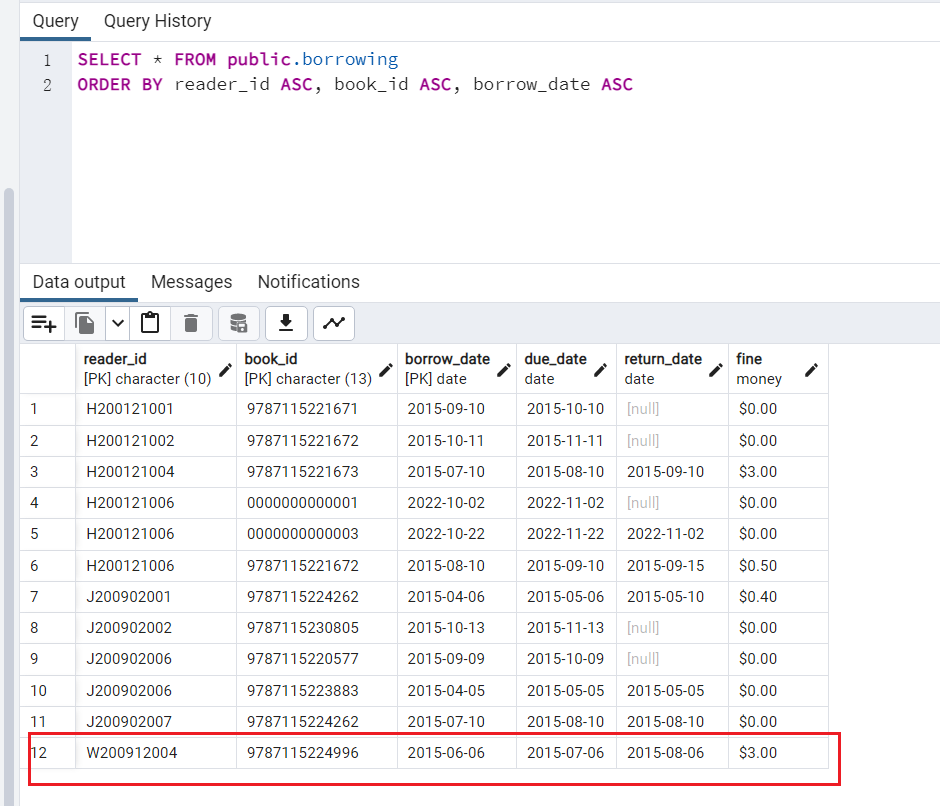 Query Query History
1 SELECT * FROM public.borrowing
2 ORDER BY reader_id ASC, book_id ASC, borrow_date ASC
Data output Messages Notifications
reader_id book_id borrow_date due_date return_date fine
[PK] character (10) [PK] character (13) [PK] date date date money
1 H200121001 9787115221671 2015-09-10 2015-10-10 [null] $0.00
2 H200121002 9787115221672 2015-10-11 2015-11-11 [null] $0.00
3 H200121004 9787115221673 2015-07-10 2015-08-10 2015-09-10 $3.00
4 H200121006 0000000000001 2022-10-02 2022-11-02 [null] $0.00
5 H200121006 0000000000003 2022-10-22 2022-11-22 2022-11-02 $0.00
6 H200121006 9787115221672 2015-08-10 2015-09-10 2015-09-15 $0.50
7 J200902001 9787115224262 2015-04-06 2015-05-06 2015-05-10 $0.40
8 J200902002 9787115230805 2015-10-13 2015-11-13 [null] $0.00
9 J200902006 9787115220577 2015-09-09 2015-10-09 [null] $0.00
10 J200902006 9787115223883 2015-04-05 2015-05-05 2015-05-05 $0.00
11 J200902007 9787115224262 2015-07-10 2015-08-10 2015-08-10 $0.00
12 W200912004 9787115224996 2015-06-06 2015-07-06 2015-08-06 $3.00